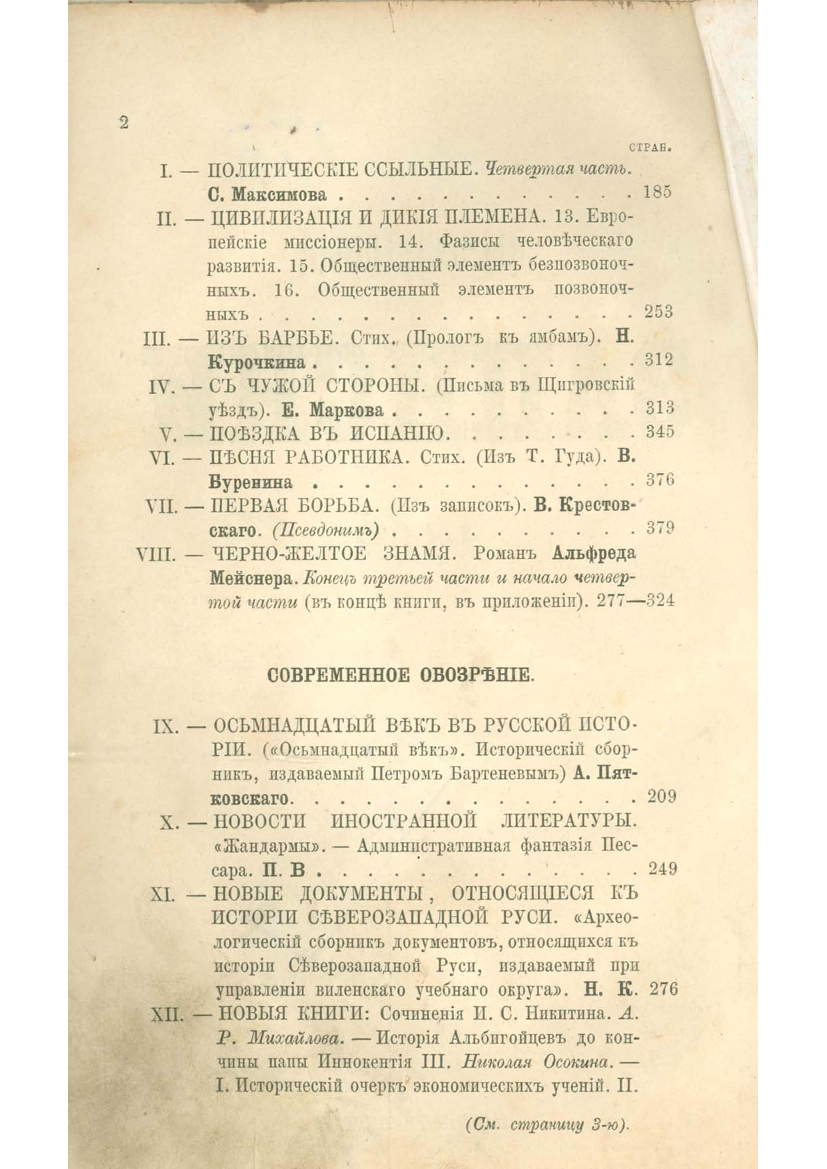 2
СТРАН.
I. — ПОЛИТИЧЕСКІЕ ССЫЛЬНЫЕ. Четвертая часть.
С. Максимова . . . . . . . . . . . . . 185
II. — ЦИВИЛИЗАЦІЯ И ДИКІЯ ПЛЕМЕНА. 13. Евро-
пейскіе миссіонеры. 14. Фазисы человѣческаго
развитія. 15. Общественный элементъ безпозвоноч-
ныхъ. 16. Общественный элементъ позвоноч-
ныхъ . . . . . . . . . . . . . . . . 253
III. — ИЗЪ БАРБЬЕ. Стих. (Прологъ къ ямбамъ). Н.
Курочкина . . . . . . . . . . . . . . 312
IV. — СЪ ЧУЖОЙ СТОРОНЫ. (Письма въ Щигровскій
уѣздъ). Е. Маркова . . . . . . . . . . 313
V. — ПОѢЗДКА ВЪ ИСПАНІЮ. . . . . . . . . 345
VI. — ПѢСНЯ РАБОТНИКА. Стих. (Изъ Т. Гуда). В.
Буренина . . . . . . . . . . . . . . 376
VII. — ПЕРВАЯ БОРЬБА. (Изъ записокъ). В. Крестов-
скаго. (Псевдонимъ) . . . . . . . . . . 379
VIII. — ЧЕРНО-ЖЕЛТОЕ ЗНАМЯ. Романъ Альфреда
Мейснера. Конецъ третьей части и начало четвер-
той части (въ концѣ книги, въ приложеніи). 277—324
СОВРЕМЕННОЕ ОБОЗРѢНІЕ.
IX. — ОСЬМНАДЦАТЫЙ ВѢКЪ ВЪ РУССКОЙ ИСТО-
РІИ. («Осьмнадцатый вѣкъ». Историческій сбор-
никъ, издаваемый Петромъ Бартеневымъ) А. Пят-
ковскаго. . . . . . . . . . . . . . . 209
X. — НОВОСТИ ИНОСТРАННОЙ ЛИТЕРАТУРЫ.
«Жандармы». — Административная фантазія Пес-
сара. П. В . . . . . . . . . . . . . . 249
XI. — НОВЫЕ ДОКУМЕНТЫ, ОТНОСЯЩІЕСЯ КЪ
ИСТОРІИ СѢВЕРОЗАПАДНОЙ РУСИ. «Архео-
логическій сборникъ документовъ, относящихся къ
исторіи Сѣверозападной Руси, издаваемый при
управленіи виленскаго учебнаго округа». Н. К. 276
XII. — НОВЫЯ КНИГИ: Сочиненія И. С. Никитина. А.
Р. Михайлова. — Исторія Альбигойцевъ до кон-
чины папы Иннокентія III. Николая Осокина. —
I. Историческій очеркъ экономическихъ ученій. II.
(См. страницу 3-ю).